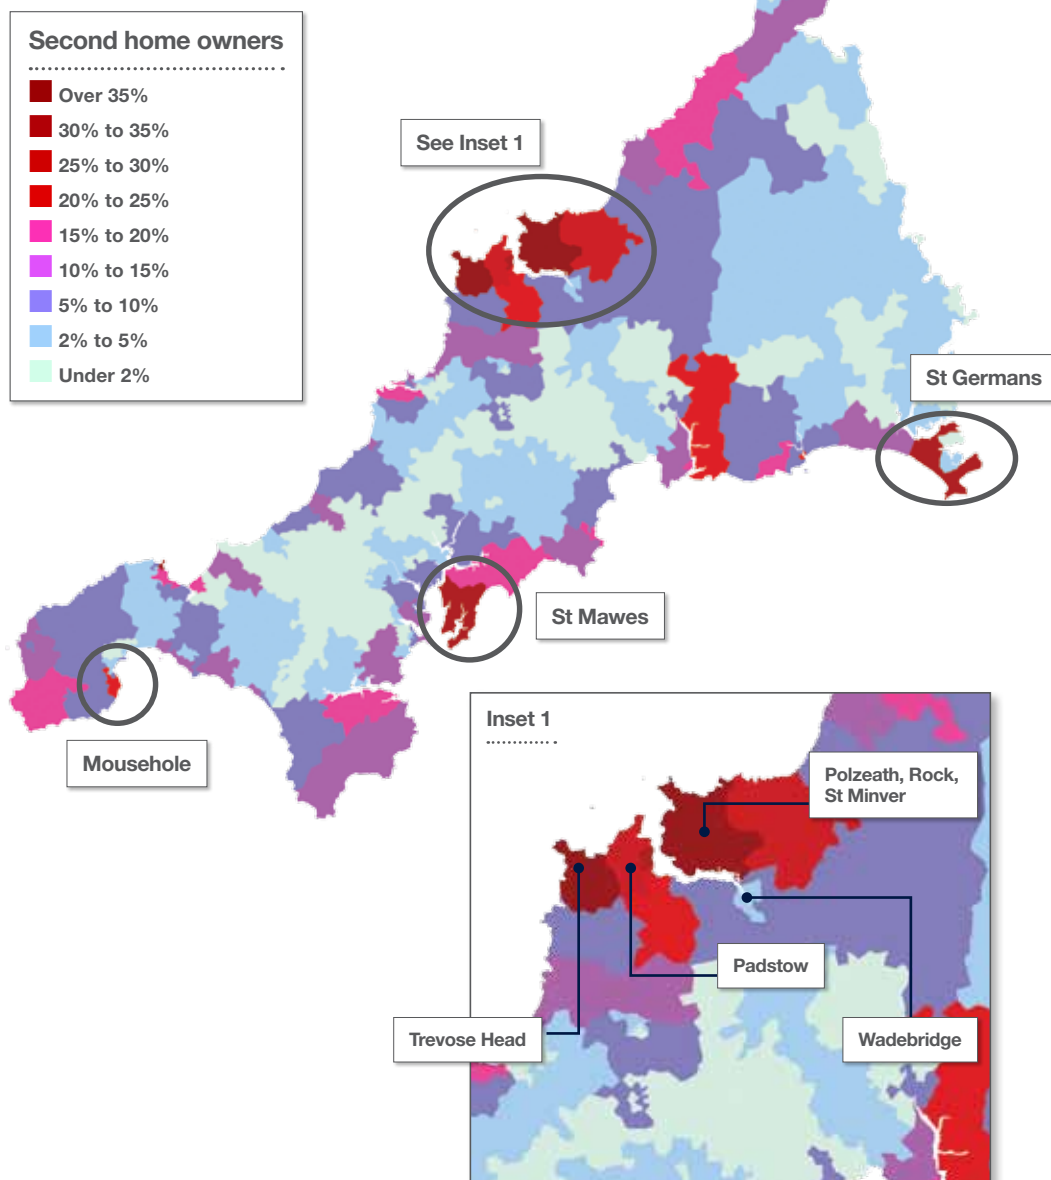 Second home owners
Over 35%
30% to 35%
25% to 30%
20% to 25%
15% to 20%
10% to 15%
5% to 10%
2% to 5%
Under 2%
See Inset 1
St Germans
St Mawes
Mousehole
Inset 1
Polzeath, Rock,
St Minver
Padstow
Trevose Head
Wadebridge